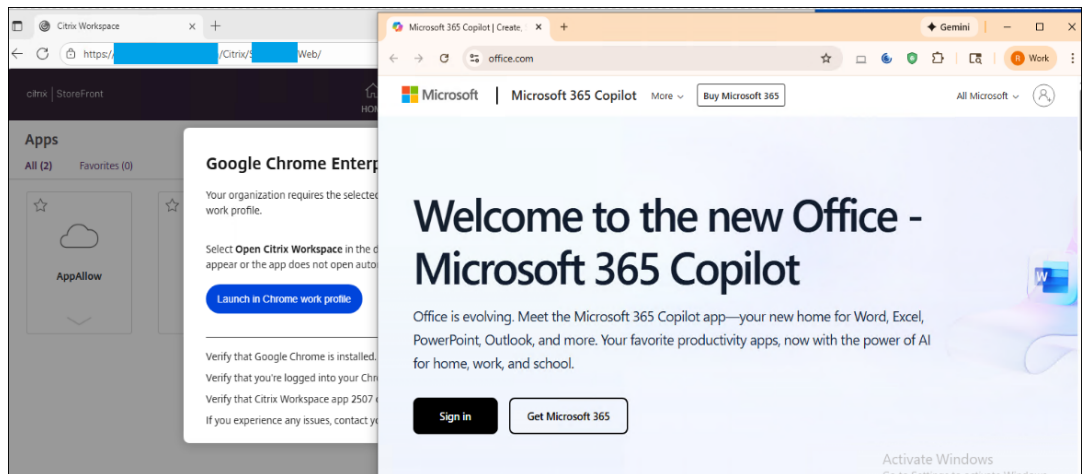 Citrix Workspace
https://
/Citrix/
Web/
citrix StoreFront
Apps
All (2) Favorites (0)
AppAllow
Google Chrome
Your organization requires the selected
work profile.
Select Open Citrix Workspace in the
appear or the app does not open
Launch in Chrome work profile
Verify that Google Chrome is installed.
Verify that you're logged into your
Verify that Citrix Workspace app 2507
If you experience any issues, contact
Microsoft 365 Copilot | Create,
Gemini
office.com
Work
Microsoft Microsoft 365 Copilot More Buy Microsoft 365 All Microsoft
Welcome to the new Office -
Microsoft 365 Copilot
Office is evolving. Meet the Microsoft 365 Copilot app—your new home for Word, Excel,
PowerPoint, Outlook, and more. Your favorite productivity apps, now with the power of AI
for home, work, and school.
Sign in Get Microsoft 365
W
Activate Windows